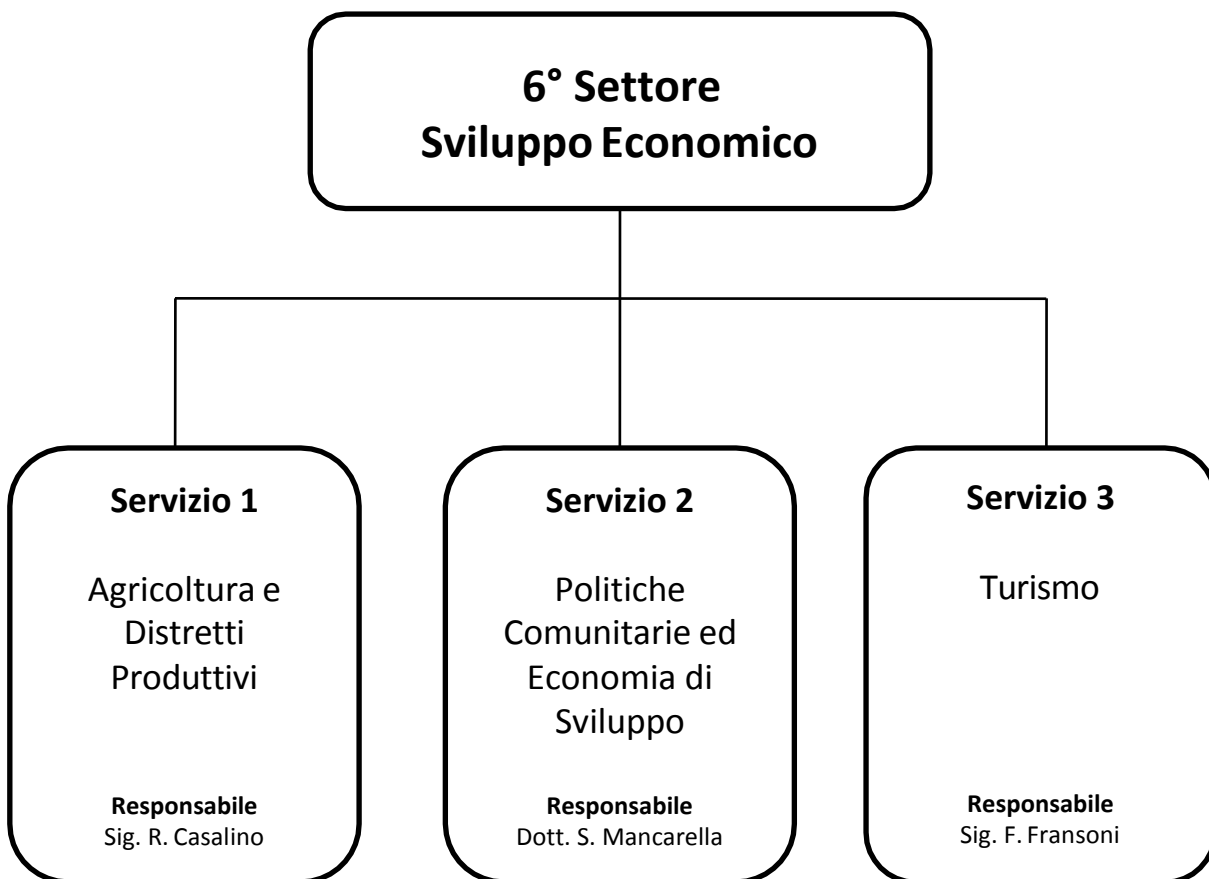 6° Settore
Sviluppo Economico
Servizio 1
Agricoltura e
Distretti
Produttivi
Responsabile
Sig. R. Casalino
Servizio 2
Politiche
Comunitarie ed
Economia di
Sviluppo
Responsabile
Dott. S. Mancarella
Servizio 3
Turismo
Responsabile
Sig. F. Fransoni